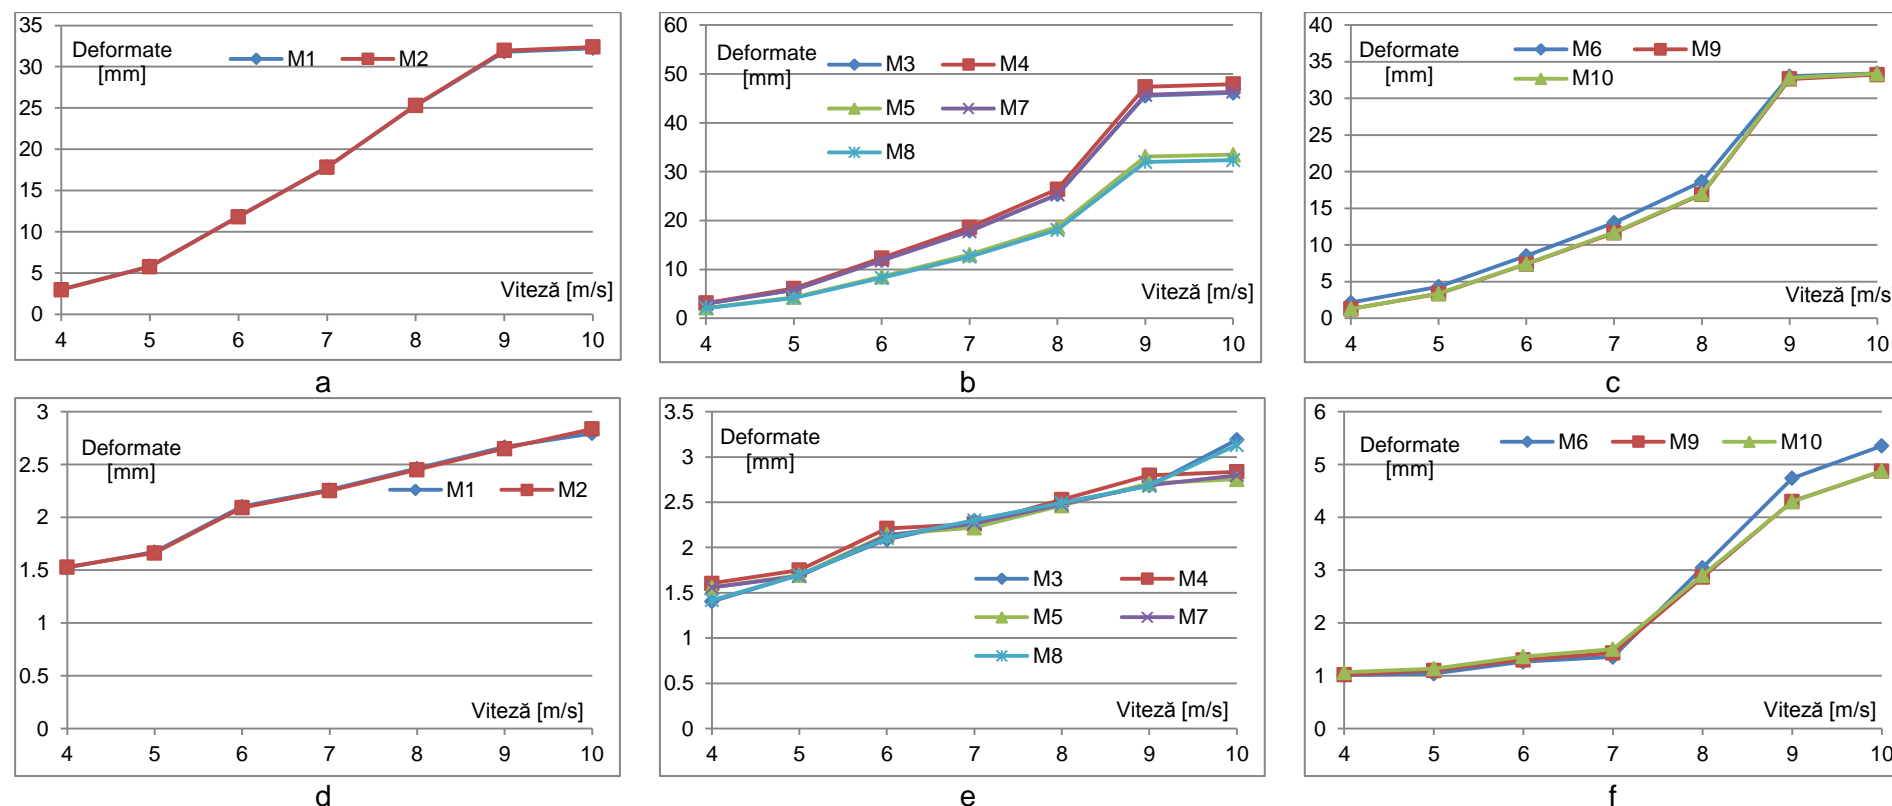 35
30
25
20
15
10
5
0
Deformate
[mm]
M1 M2
Viteză [m/s]
4 5 6 7 8 9 10
a
60
50
40
30
20
10
0
Deformate
[mm]
M3 M4
M5 M7
M8
Viteză [m/s]
4 5 6 7 8 9 10
b
40
35
30
25
20
15
10
5
0
Deformate
[mm]
M6 M9
M10
Viteză [m/s]
4 5 6 7 8 9 10
c
3
2.5
2
1.5
1
0.5
0
Deformate
[mm]
M1 M2
Viteză [m/s]
4 5 6 7 8 9 10
d
3.5
3
2.5
2
1.5
1
0.5
0
Deformate
[mm]
M3 M4
M5 M7
M8
Viteză [m/s]
4 5 6 7 8 9 10
e
6
5
4
3
2
1
0
Deformate
[mm]
M6 M9 M10
Viteză [m/s]
4 5 6 7 8 9 10
f